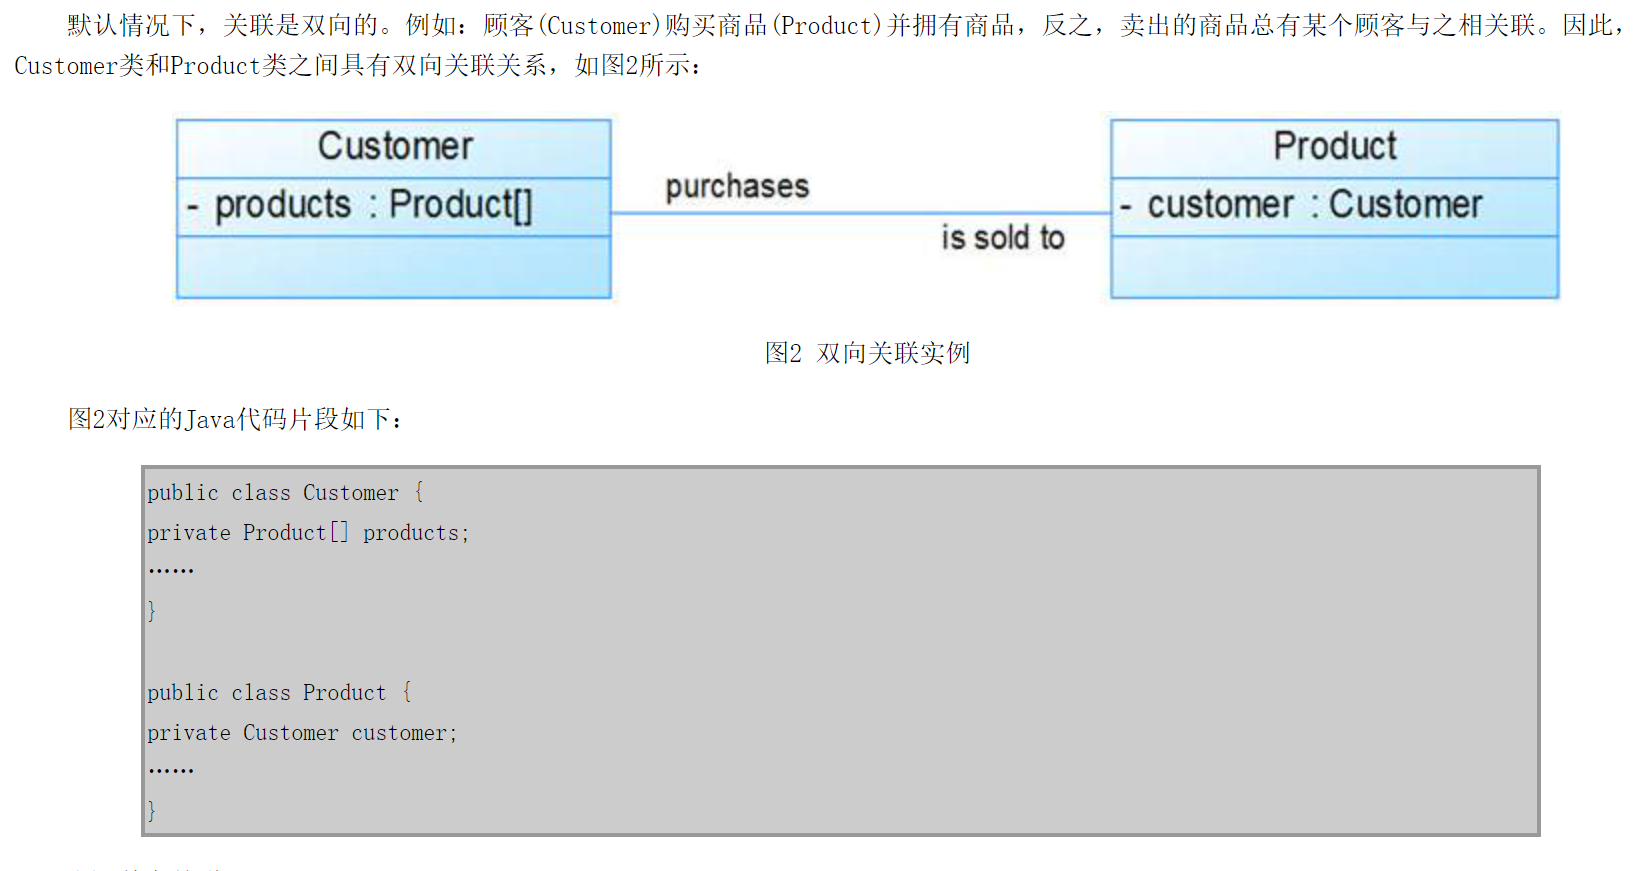 默认情况下，关联是双向的。例如：顾客(Customer)购买商品(Product)并拥有商品，反之，卖出的商品总有某个顾客与之相关联。因此，
Customer类和Product类之间具有双向关联关系，如图2所示：
Customer
- products : Product[]
purchases
is sold to
Product
- customer : Customer
图2 双向关联实例
图2对应的Java代码片段如下：
public class Customer {
private Product[] products;
……
}
public class Product {
private Customer customer;
……
}